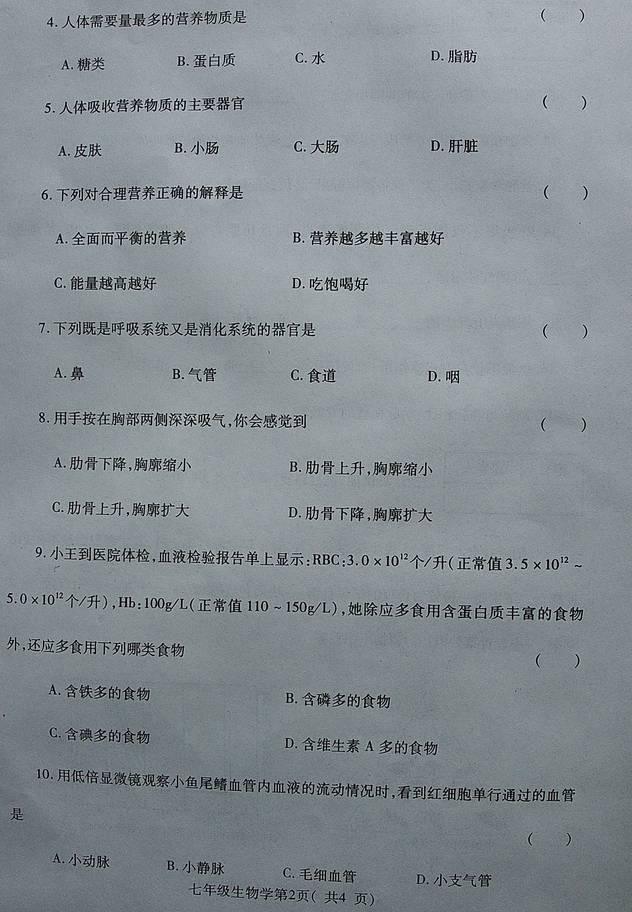 4. 人体需要量最多的营养物质是 （ ）
A. 糖类 B. 蛋白质 C. 水 D. 脂肪
5. 人体吸收营养物质的主要器官 （ ）
A. 皮肤 B. 小肠 C. 大肠 D. 肝脏
6. 下列对合理营养正确的解释是 （ ）
A. 全面而平衡的营养 B. 营养越多越丰富越好
C. 能量越高越好 D. 吃饱喝好
7. 下列既是呼吸系统又是消化系统的器官是 （ ）
A. 鼻 B. 气管 C. 食道 D. 咽
8. 用手按在胸部两侧深深吸气,你会感觉到 （ ）
A. 肋骨下降,胸廓缩小 B. 肋骨上升,胸廓缩小
C. 肋骨上升,胸廓扩大 D. 肋骨下降,胸廓扩大
9. 小王到医院体检,血液检验报告单上显示:RBC:3.0×10¹²个/升(正常值 3.5×10¹² ~
5.0×10¹²个/升),Hb:100g/L(正常值 110 ~ 150g/L),她除应多食用含蛋白质丰富的食物
外,还应多食用下列哪类食物 （ ）
A. 含铁多的食物 B. 含磷多的食物
C. 含碘多的食物 D. 含维生素 A 多的食物
10. 用低倍显微镜观察小鱼尾鳍血管内血液的流动情况时,看到红细胞单行通过的血管
是 （ ）
A. 小动脉 B. 小静脉 C. 毛细血管 D. 小支气管
七年级生物学第2页( 共4 页)